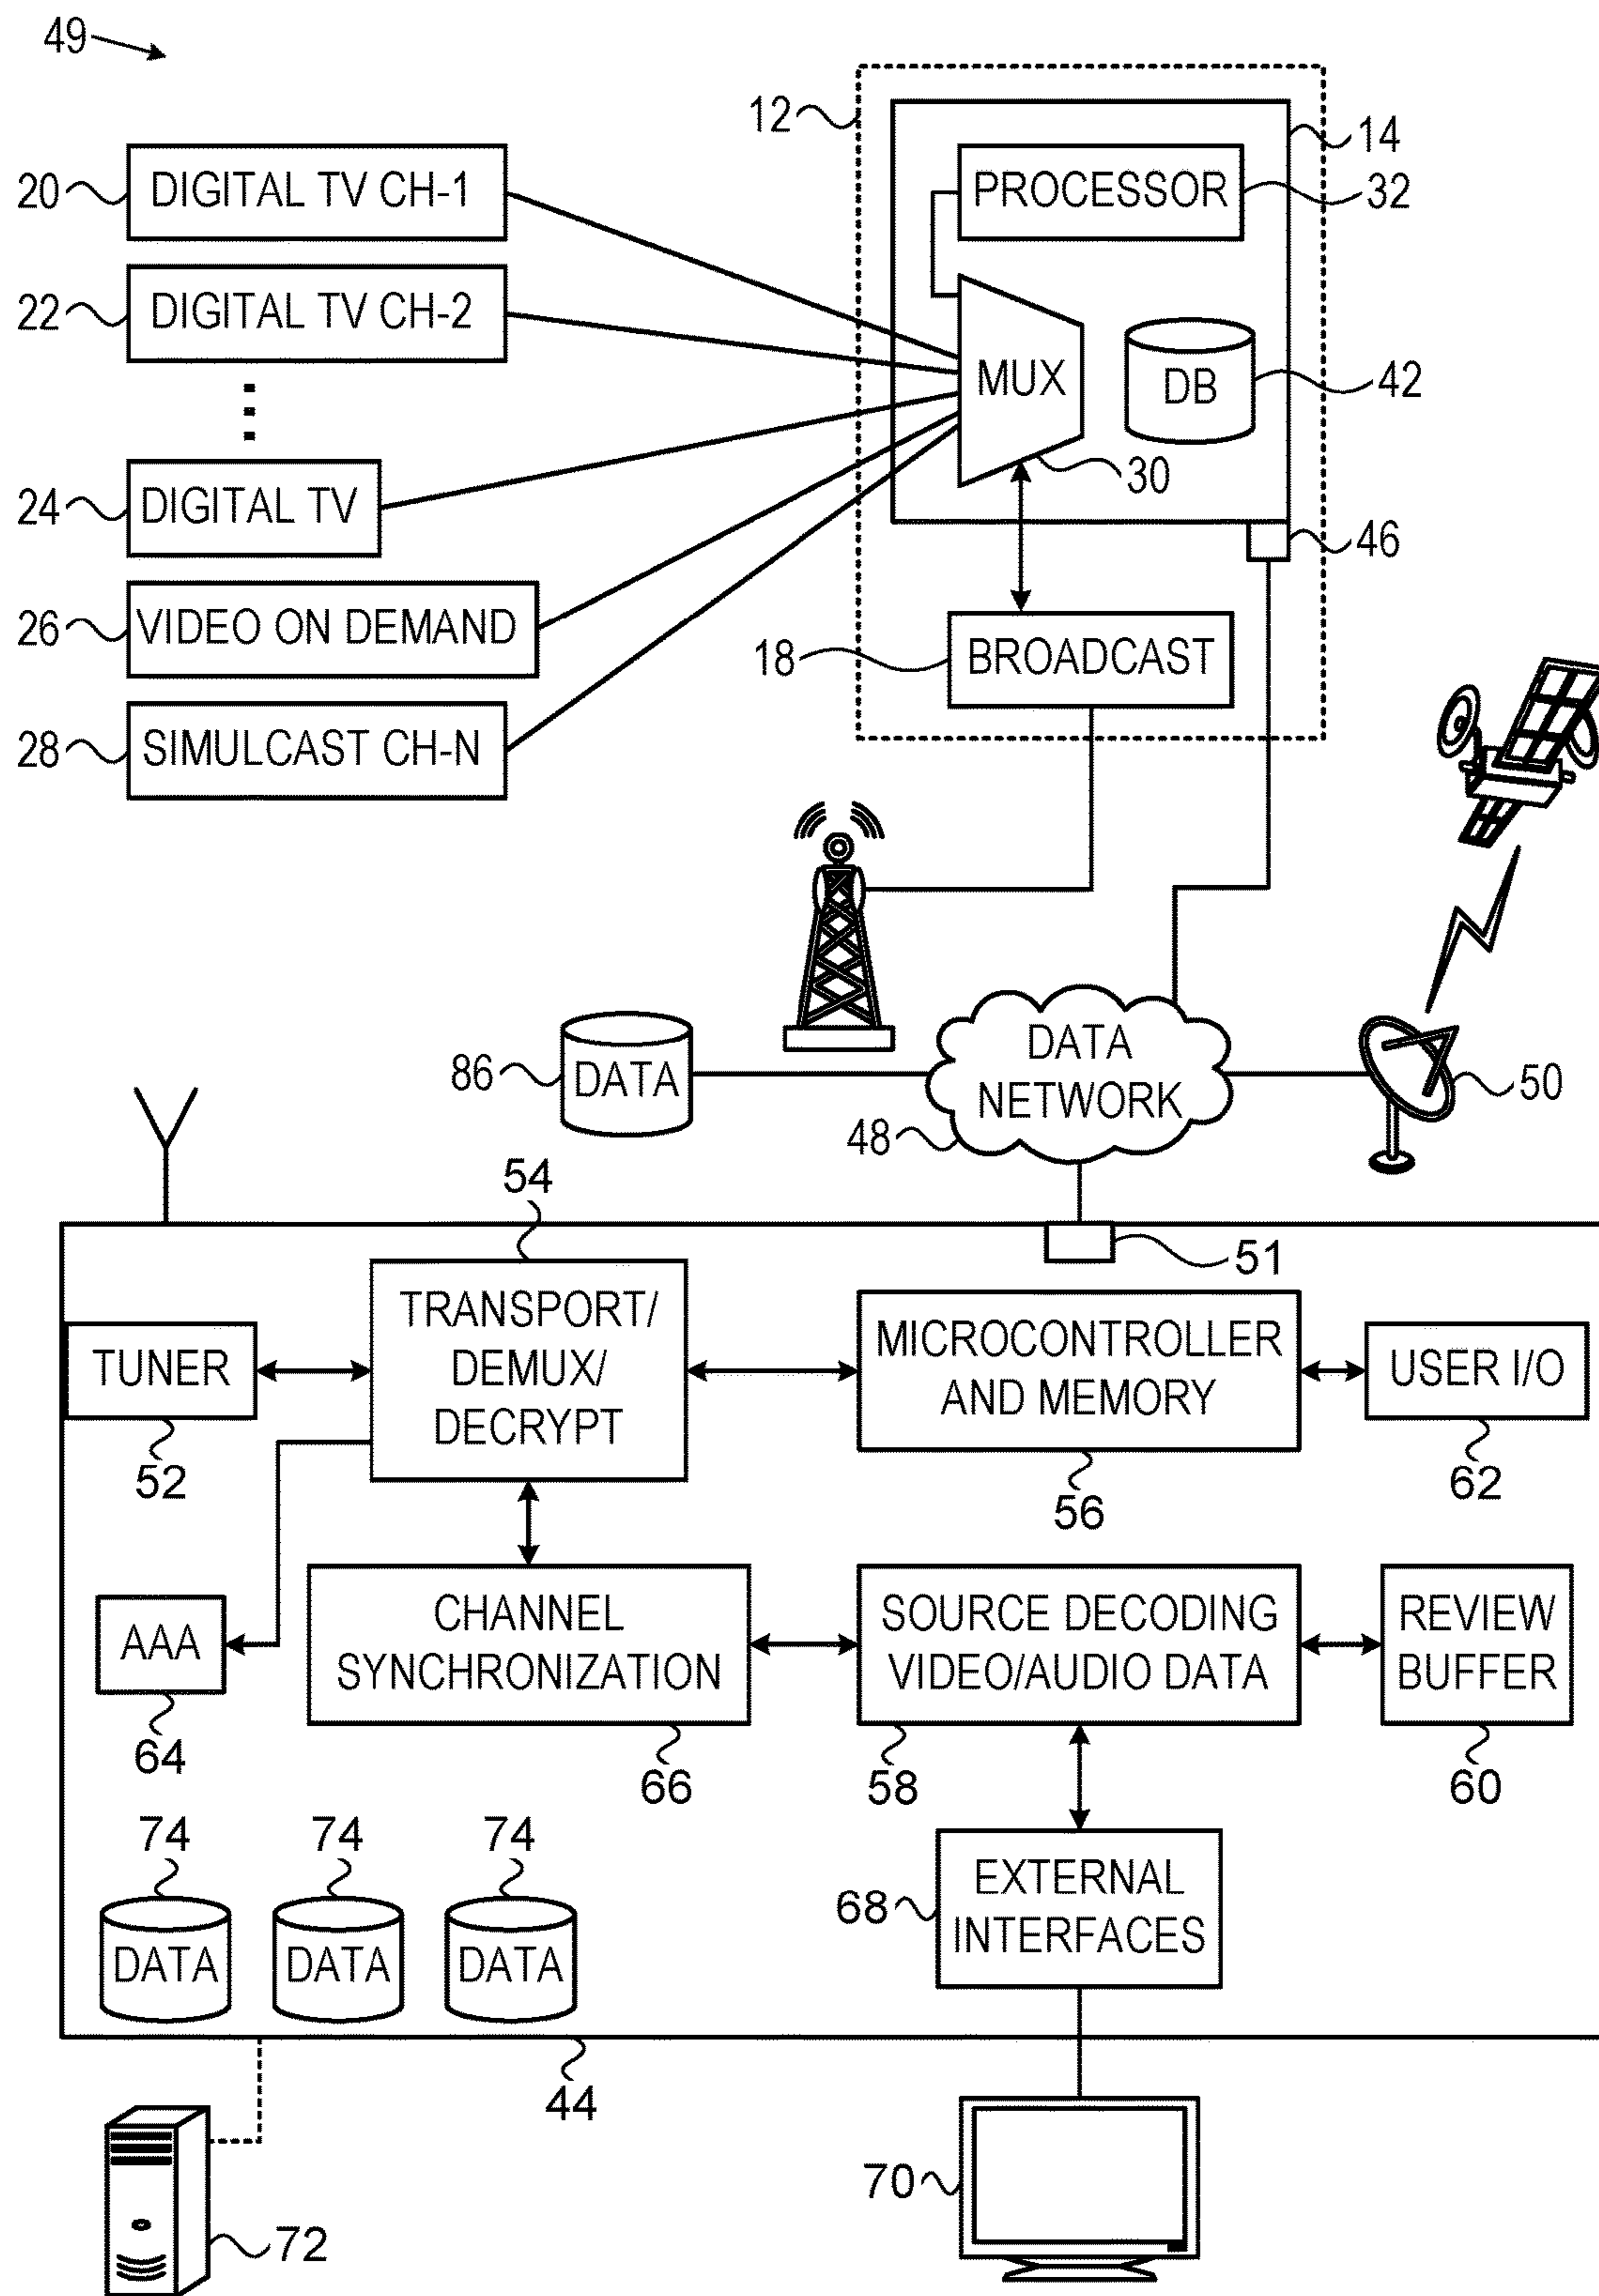 49
12
14
PROCESSOR
32
20
DIGITAL TV CH-1
22
DIGITAL TV CH-2
MUX
DB
42
30
24
DIGITAL TV
46
26
VIDEO ON DEMAND
18
BROADCAST
28
SIMULCAST CH-N
86
DATA
DATA
NETWORK
48
50
54
51
TRANSPORT/
DEMUX/
DECRYPT
TUNER
52
MICROCONTROLLER
AND MEMORY
56
USER I/O
62
AAA
64
CHANNEL
SYNCHRONIZATION
66
SOURCE DECODING
VIDEO/AUDIO DATA
58
REVIEW
BUFFER
60
74
74
74
DATA
DATA
DATA
68
EXTERNAL
INTERFACES
44
72
70